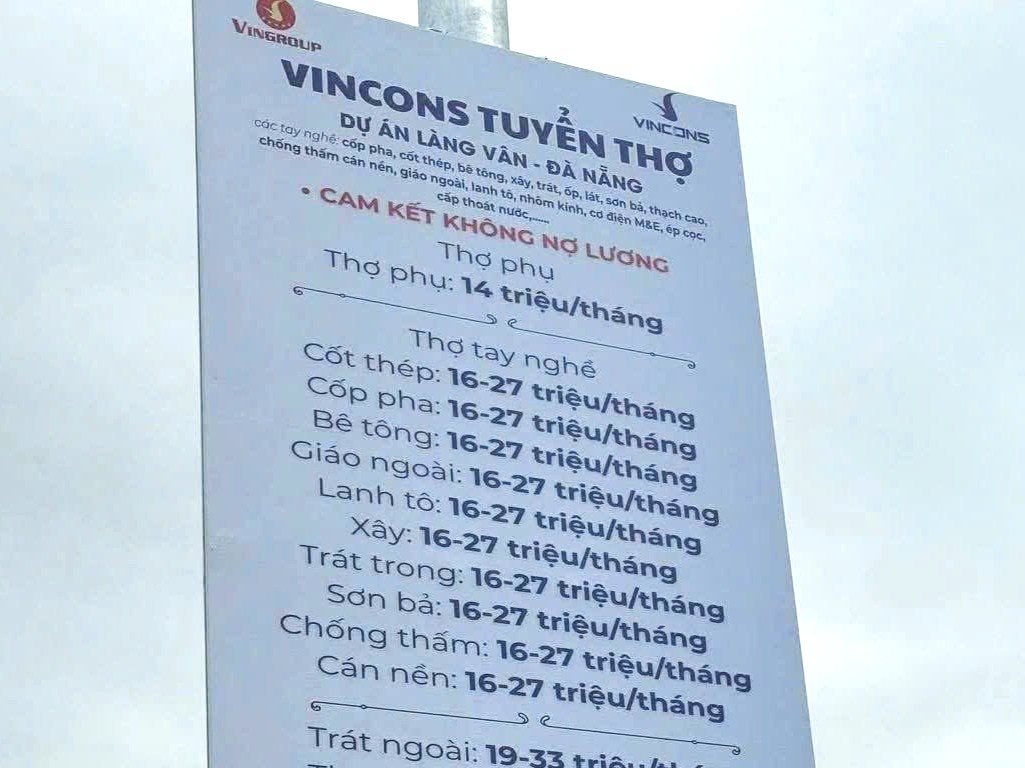 VINGROUP
VINCONS
VINCONS TUYỂN THỢ
DỰ ÁN LÀNG VÂN - ĐÀ NẴNG
các tay nghề: cốp pha, cốt thép, bê tông, xây, trát, ốp, lát, sơn bả, thạch cao,
chống thấm cán nền, giáo ngoài, lanh tô, nhôm kính, cơ điện M&E, ép cọc,
cấp thoát nước,......
• CAM KẾT KHÔNG NỢ LƯƠNG
Thợ phụ
Thợ phụ: 14 triệu/tháng
Thợ tay nghề
Cốt thép: 16-27 triệu/tháng
Cốp pha: 16-27 triệu/tháng
Bê tông: 16-27 triệu/tháng
Giáo ngoài: 16-27 triệu/tháng
Lanh tô: 16-27 triệu/tháng
Xây: 16-27 triệu/tháng
Trát trong: 16-27 triệu/tháng
Sơn bả: 16-27 triệu/tháng
Chống thấm: 16-27 triệu/tháng
Cán nền: 16-27 triệu/tháng
Trát ngoài: 19-33 triệu/